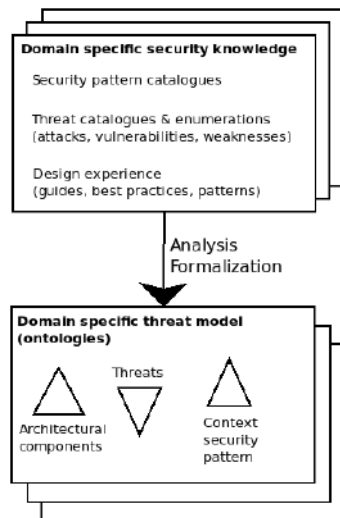 Domain specific security knowledge
Security pattern catalogues
Threat catalogues & enumerations
(attacks, vulnerabilities, weaknesses)
Design experience
(guides, best practices, patterns)
Analysis
Formalization
Domain specific threat model
(ontologies)
Threats
Architectural
components
Context
security
pattern